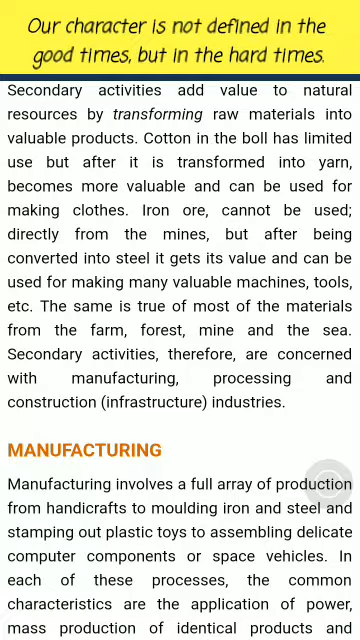 Our character is not defined in the
good times, but in the hard times.
Secondary activities add value to natural
resources by transforming raw materials into
valuable products. Cotton in the boll has limited
use but after it is transformed into yarn,
becomes more valuable and can be used for
making clothes. Iron ore, cannot be used;
directly from the mines, but after being
converted into steel it gets its value and can be
used for making many valuable machines, tools,
etc. The same is true of most of the materials
from the farm, forest, mine and the sea.
Secondary activities, therefore, are concerned
with manufacturing, processing and
construction (infrastructure) industries.
MANUFACTURING
Manufacturing involves a full array of production
from handicrafts to moulding iron and steel and
stamping out plastic toys to assembling delicate
computer components or space vehicles. In
each of these processes, the common
characteristics are the application of power,
mass production of identical products and